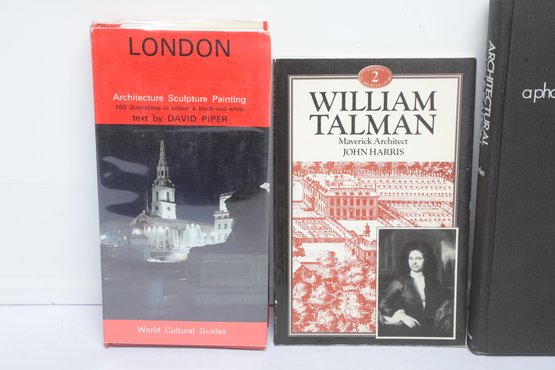 LONDON
Architecture Sculpture Painting
163 illustrations in colour & black-and-white
text by DAVID PIPER
World Cultural Guides
2
WILLIAM
TALMAN
Maverick Architect
JOHN HARRIS
ARCHITECTURAL
a pho